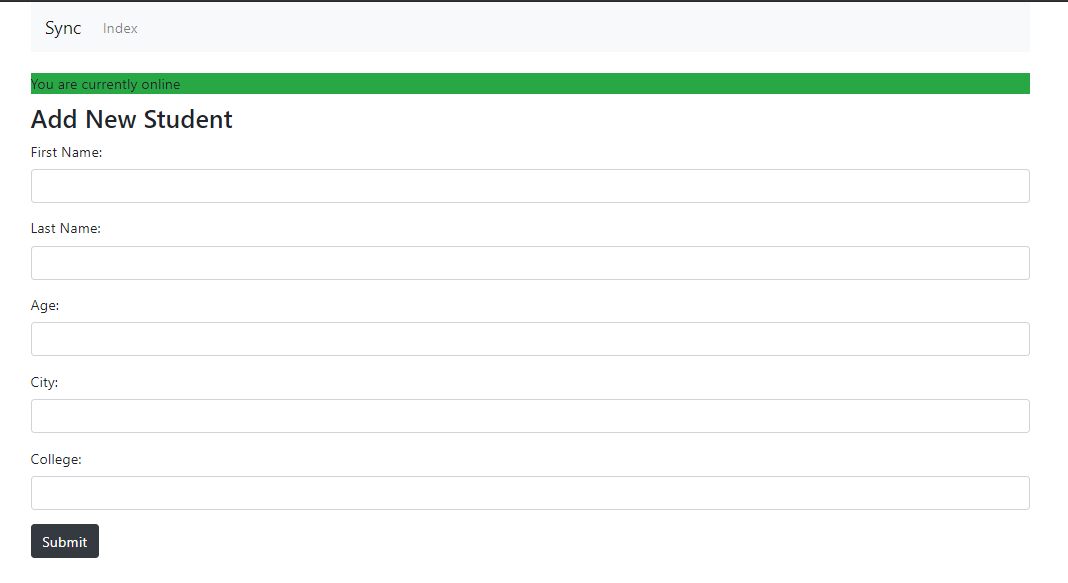 Sync Index
You are currently online
Add New Student
First Name:
Last Name:
Age:
City:
College:
Submit